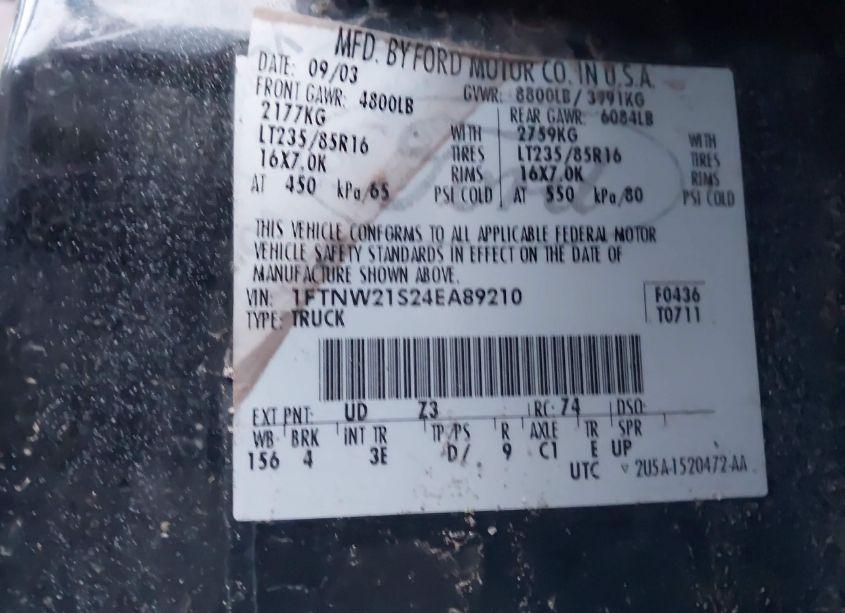 MFD. BY FORD MOTOR CO. IN U.S.A.
DATE: 09/03 GVWR: 8800LB / 3991KG
FRONT GAWR: 4800LB REAR GAWR: 6084LB
2177KG WITH 2759KG WITH
LT235/85R16 TIRES LT235/85R16 TIRES
16X7.0K RIMS 16X7.0K RIMS
AT 450 kPa/65 PSI COLD AT 550 kPa/80 PSI COLD
Ford
THIS VEHICLE CONFORMS TO ALL APPLICABLE FEDERAL MOTOR
VEHICLE SAFETY STANDARDS IN EFFECT ON THE DATE OF
MANUFACTURE SHOWN ABOVE.
VIN: 1FTNW21S24EA89210 F0436
TYPE: TRUCK T0711
EXT PNT: UD Z3 RC: 74 DSO:
WB BRK INT TR TP/PS R AXLE TR SPR
156 4 3E D/ 9 C1 E UP
UTC ▽ 2U5A-1520472-AA